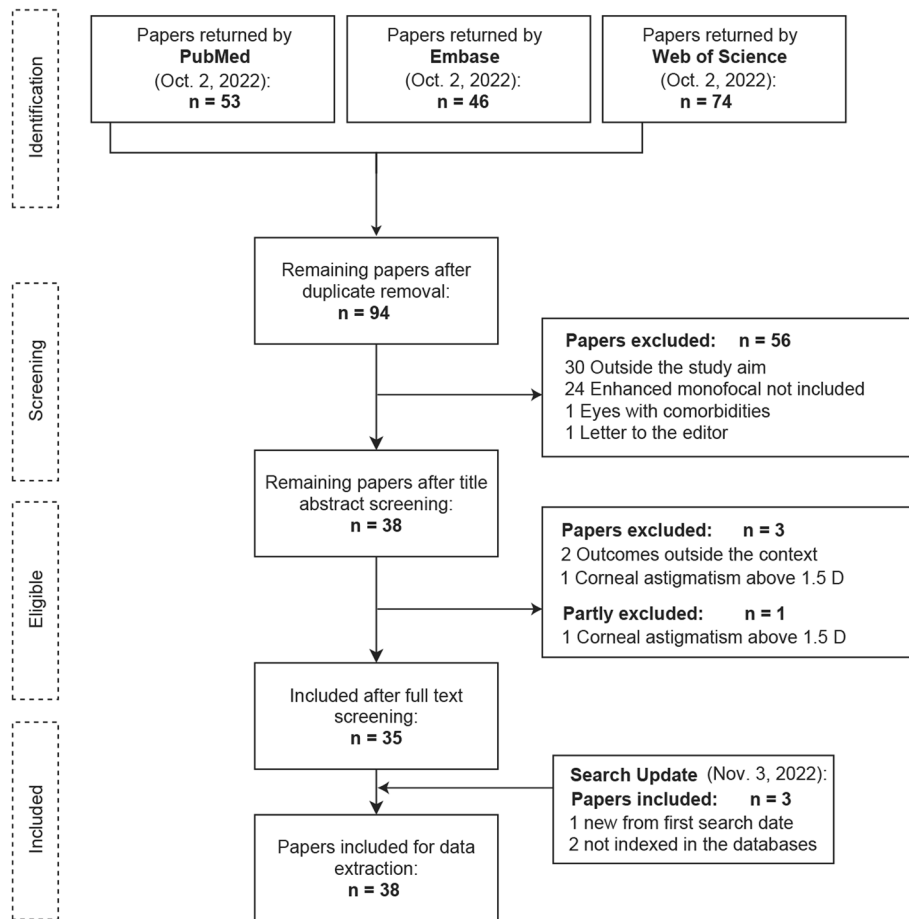 Identification
Papers returned by
PubMed
(Oct. 2, 2022):
n = 53
Papers returned by
Embase
(Oct. 2, 2022):
n = 46
Papers returned by
Web of Science
(Oct. 2, 2022):
n = 74
Remaining papers after
duplicate removal:
n = 94
Screening
Papers excluded: n = 56
30 Outside the study aim
24 Enhanced monofocal not included
1 Eyes with comorbidities
1 Letter to the editor
Remaining papers after title
abstract screening:
n = 38
Eligible
Papers excluded: n = 3
2 Outcomes outside the context
1 Corneal astigmatism above 1.5 D
Partly excluded: n = 1
1 Corneal astigmatism above 1.5 D
Included after full text
screening:
n = 35
Included
Search Update (Nov. 3, 2022):
Papers included: n = 3
1 new from first search date
2 not indexed in the databases
Papers included for data
extraction:
n = 38